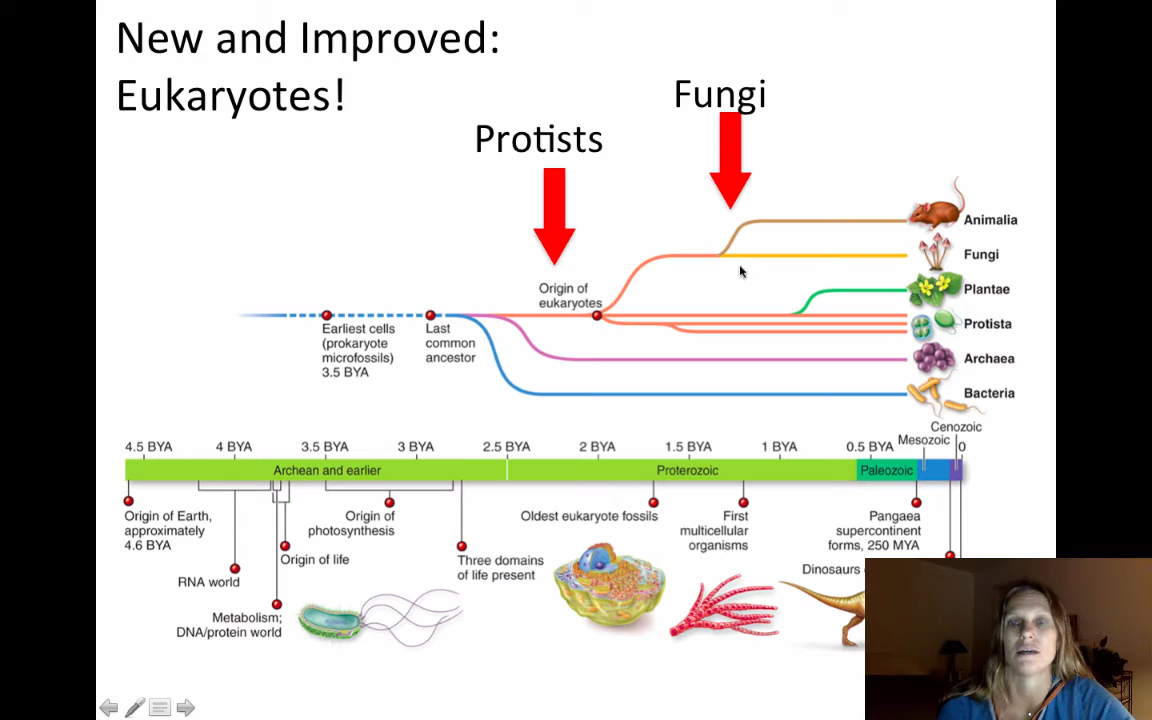 New and Improved:
Eukaryotes!
Fungi
Protists
Animalia
Fungi
Plantae
Protista
Archaea
Bacteria
Origin of
eukaryotes
Earliest cells
(prokaryote
microfossils)
3.5 BYA
Last
common
ancestor
Cenozoic
Mesozoic
4.5 BYA 4 BYA 3.5 BYA 3 BYA 2.5 BYA 2 BYA 1.5 BYA 1 BYA 0.5 BYA 0
Archean and earlier Proterozoic Paleozoic
Origin of Earth,
approximately
4.6 BYA
RNA world
Metabolism;
DNA/protein world
Origin of life
Origin of
photosynthesis
Three domains
of life present
Oldest eukaryote fossils
First
multicellular
organisms
Pangaea
supercontinent
forms, 250 MYA
Dinosaurs